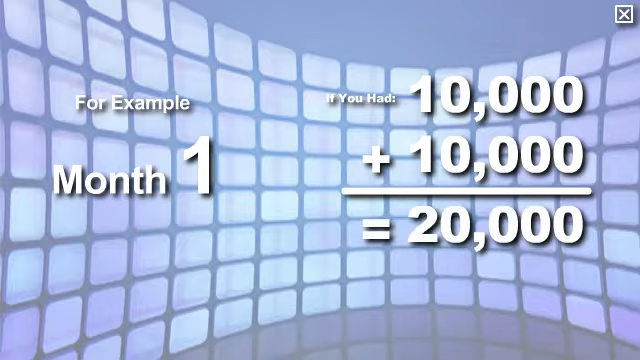 For Example
Month 1
If You Had: 10,000
+ 10,000
= 20,000